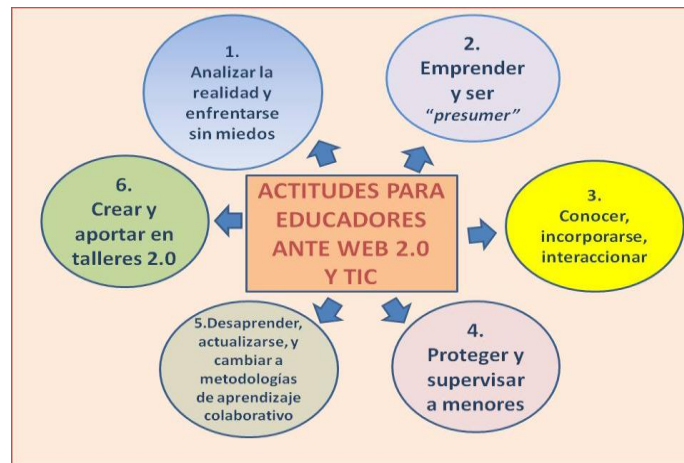 ACTITUDES PARA
EDUCADORES
ANTE WEB 2.0
Y TIC
1.
Analizar la
realidad y
enfrentarse
sin miedos
2.
Emprender
y ser
“presumer”
3.
Conocer,
incorporarse,
interaccionar
4.
Proteger y
supervisar
a menores
5.Desaprender,
actualizarse, y
cambiar a
metodologías
de aprendizaje
colaborativo
6.
Crear y
aportar en
talleres 2.0